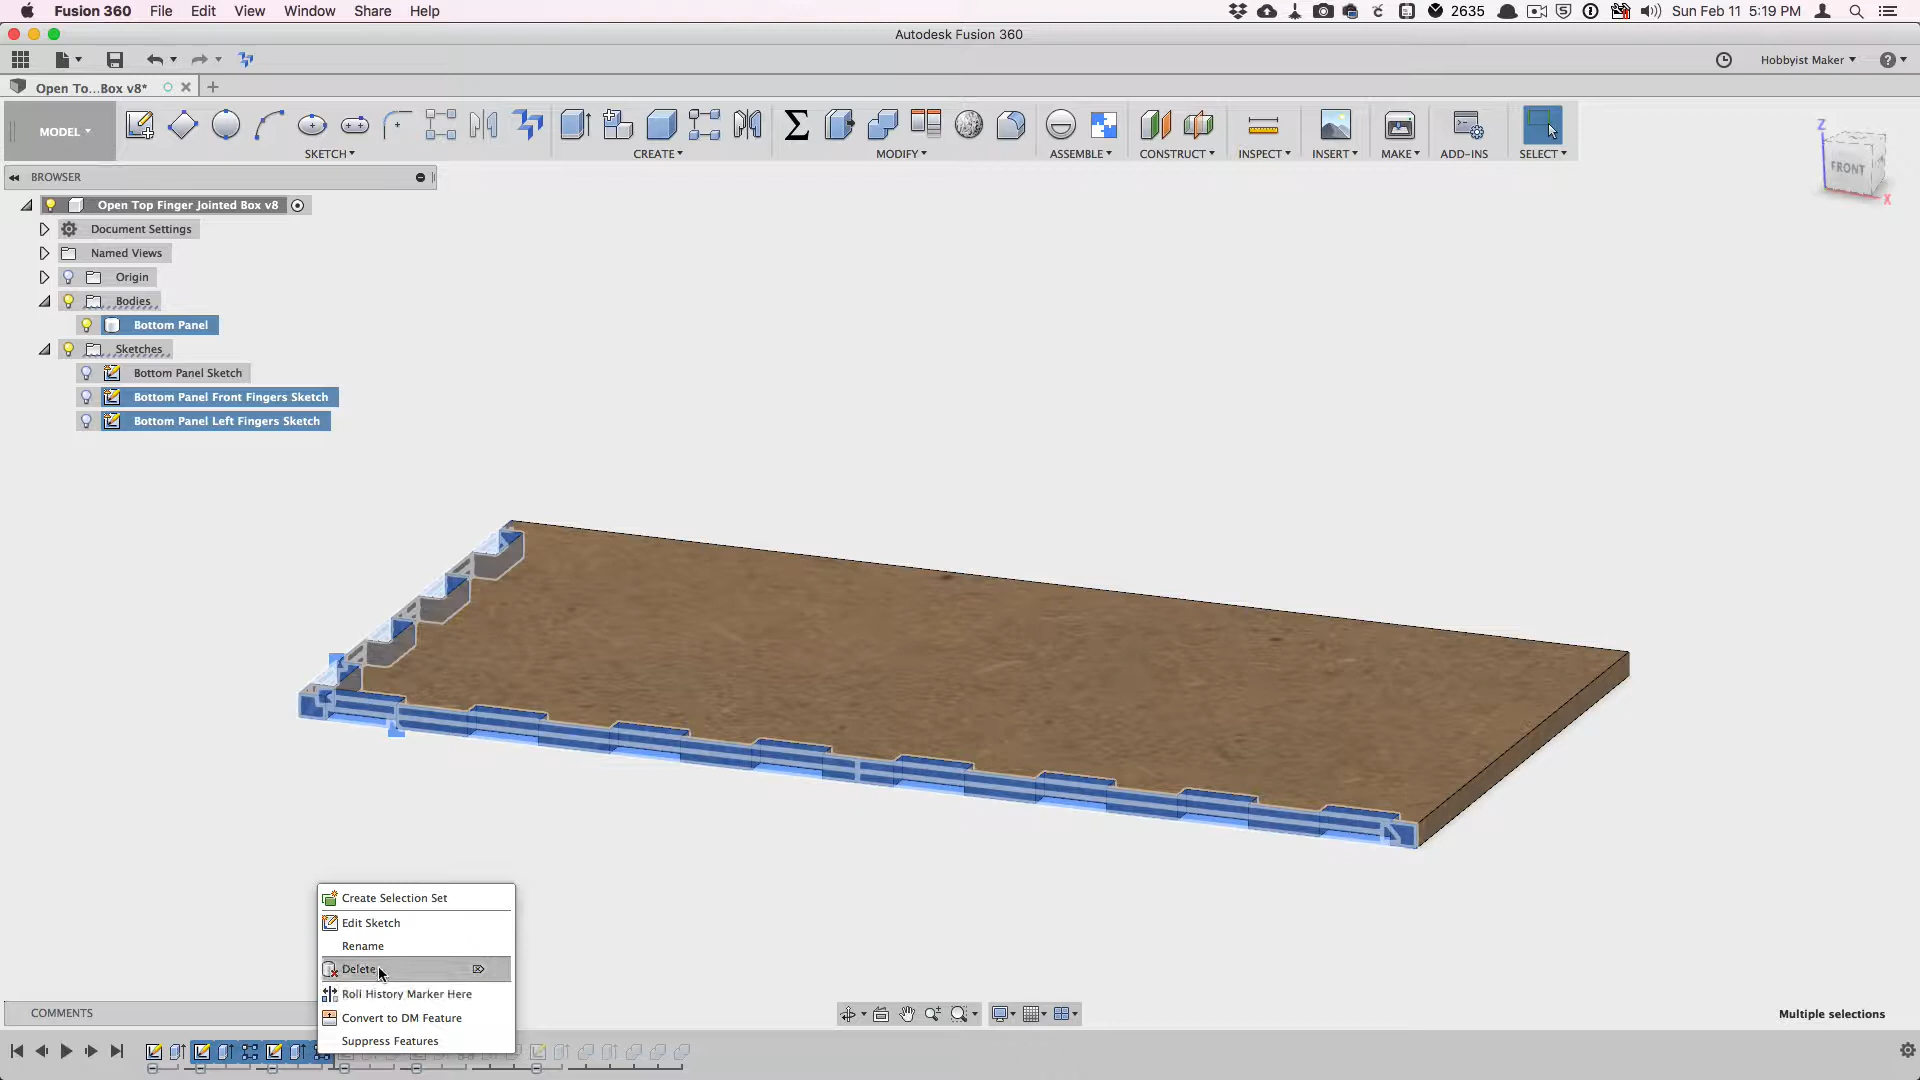 Fusion 360 File Edit View Window Share Help 2635 Sun Feb 11 5:19 PM
Autodesk Fusion 360
Hobbyist Maker
Open To...Box v8*
MODEL
SKETCH CREATE MODIFY ASSEMBLE CONSTRUCT INSPECT INSERT MAKE ADD-INS SELECT
Z
FRONT
X
BROWSER
Open Top Finger Jointed Box v8
Document Settings
Named Views
Origin
Bodies
Bottom Panel
Sketches
Bottom Panel Sketch
Bottom Panel Front Fingers Sketch
Bottom Panel Left Fingers Sketch
Create Selection Set
Edit Sketch
Rename
Delete
Roll History Marker Here
Convert to DM Feature
Suppress Features
COMMENTS
Multiple selections